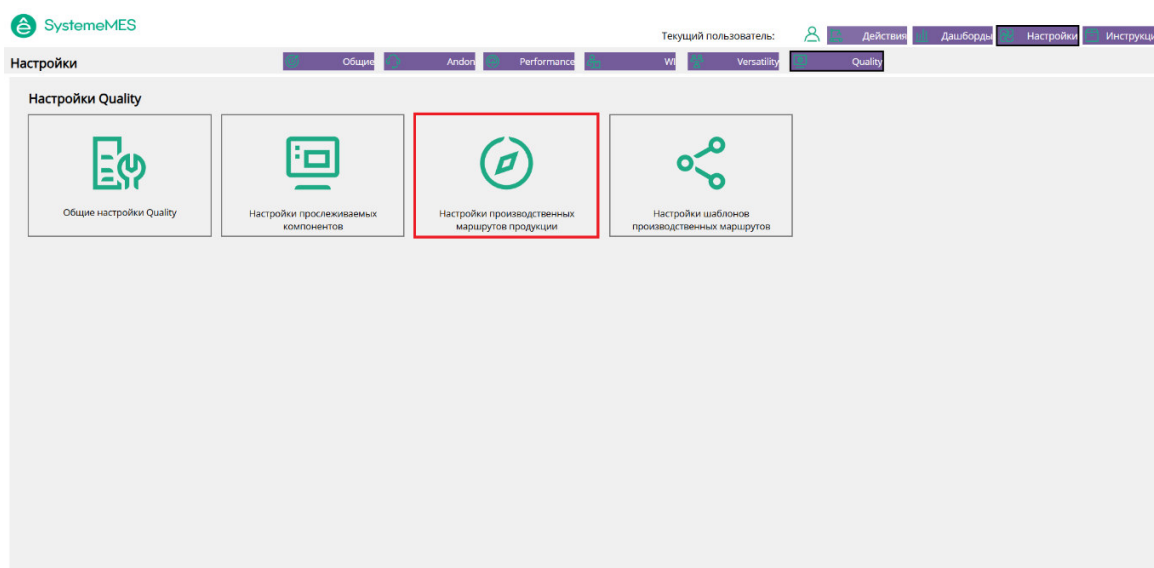 SystemeMES
Текущий пользователь:
Действия
Дашборды
Настройки
Инструкци
Настройки
Общие
Andon
Performance
WI
Versatility
Quality
Настройки Quality
Общие настройки Quality
Настройки прослеживаемых
компонентов
Настройки производственных
маршрутов продукции
Настройки шаблонов
производственных маршрутов